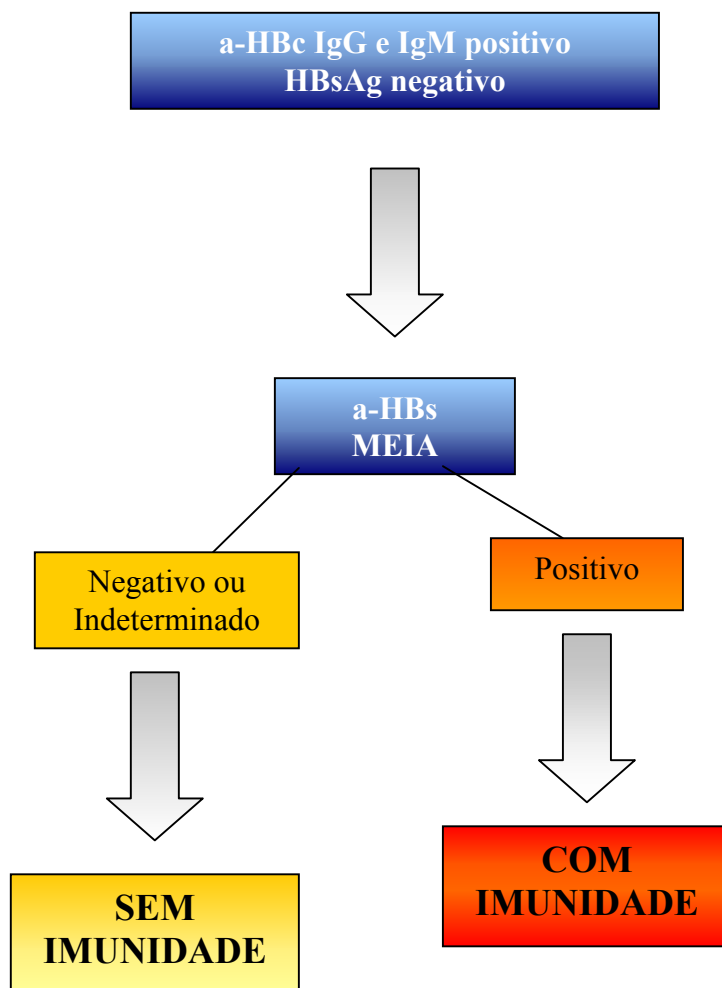 a-HBc IgG e IgM positivo
HBsAg negativo
a-HBs
MEIA
Negativo ou
Indeterminado
Positivo
SEM
IMUNIDADE
COM
IMUNIDADE